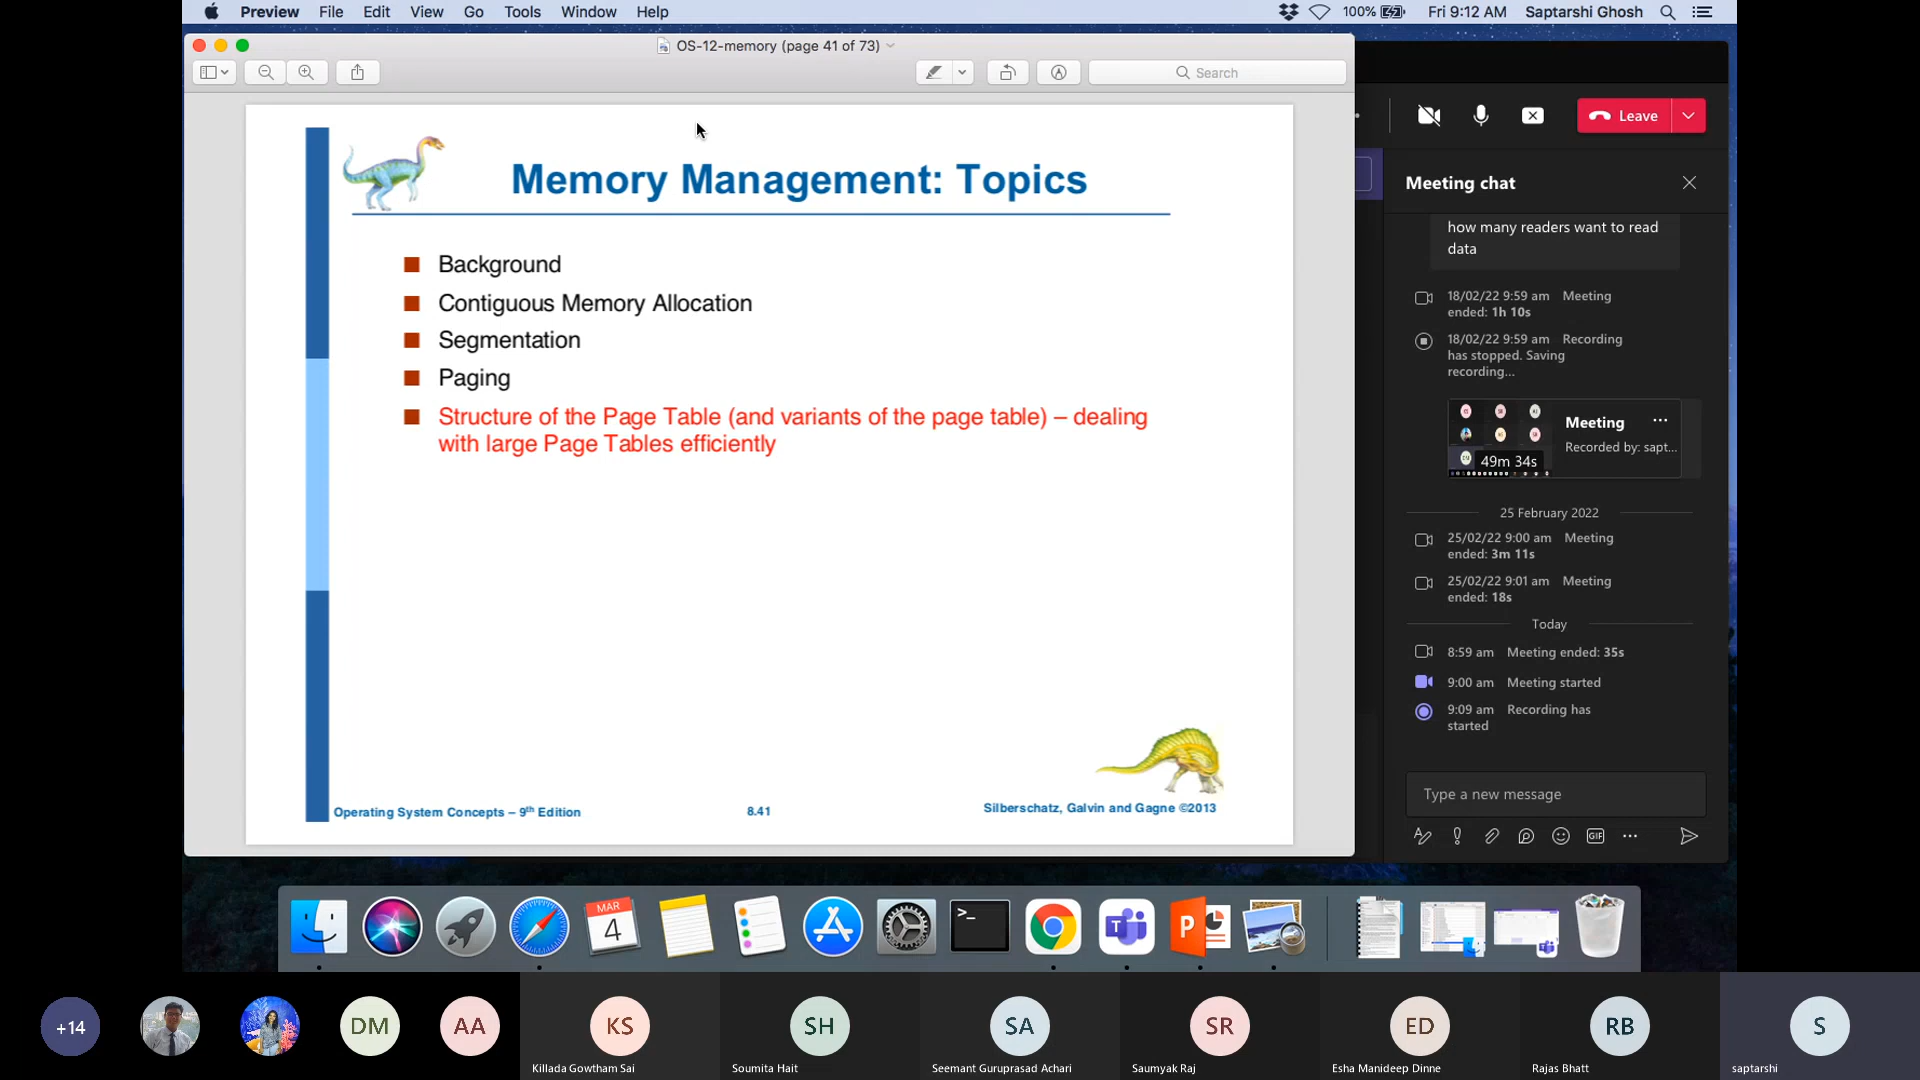 Preview File Edit View Go Tools Window Help
100% Fri 9:12 AM Saptarshi Ghosh
OS-12-memory (page 41 of 73)
Search
Memory Management: Topics
Background
Contiguous Memory Allocation
Segmentation
Paging
Structure of the Page Table (and variants of the page table) – dealing
with large Page Tables efficiently
Operating System Concepts – 9th Edition
8.41
Silberschatz, Galvin and Gagne ©2013
Leave
Meeting chat
how many readers want to read
data
18/02/22 9:59 am Meeting
ended: 1h 10s
18/02/22 9:59 am Recording
has stopped. Saving
recording...
Meeting
Recorded by: sapt...
49m 34s
25 February 2022
25/02/22 9:00 am Meeting
ended: 3m 11s
25/02/22 9:01 am Meeting
ended: 18s
Today
8:59 am Meeting ended: 35s
9:00 am Meeting started
9:09 am Recording has
started
Type a new message
GIF
MAR
4
P
+14
DM
AA
KS
SH
SA
SR
ED
RB
S
Killada Gowtham Sai
Soumita Hait
Seemant Guruprasad Achari
Saumyak Raj
Esha Manideep Dinne
Rajas Bhatt
saptarshi